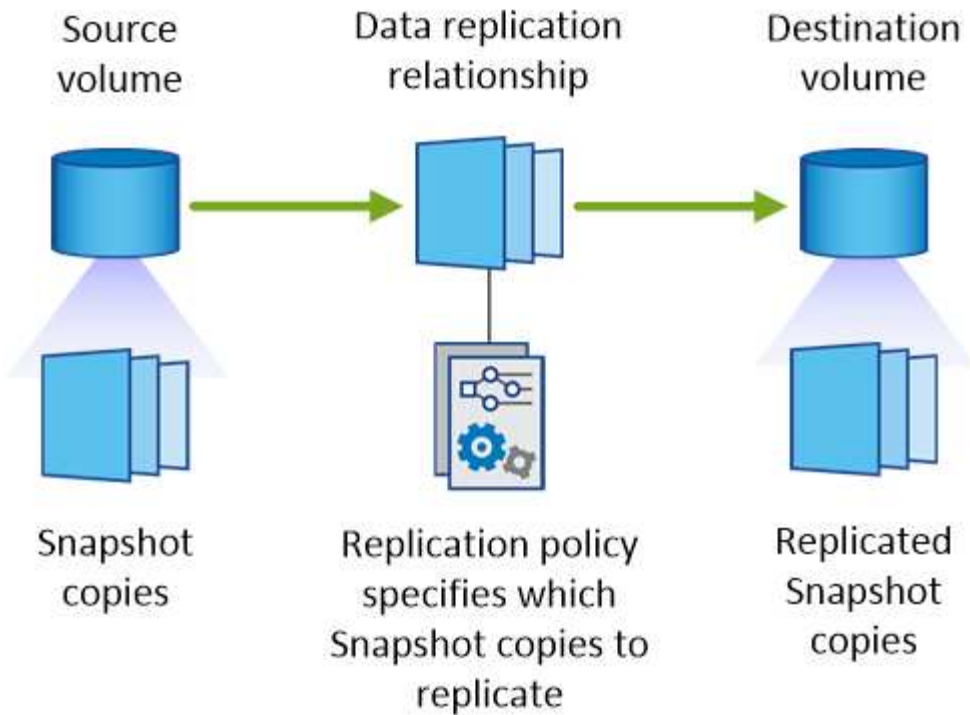 Source
volume
Data replication
relationship
Destination
volume
Snapshot
copies
Replication policy
specifies which
Snapshot copies to
replicate
Replicated
Snapshot
copies